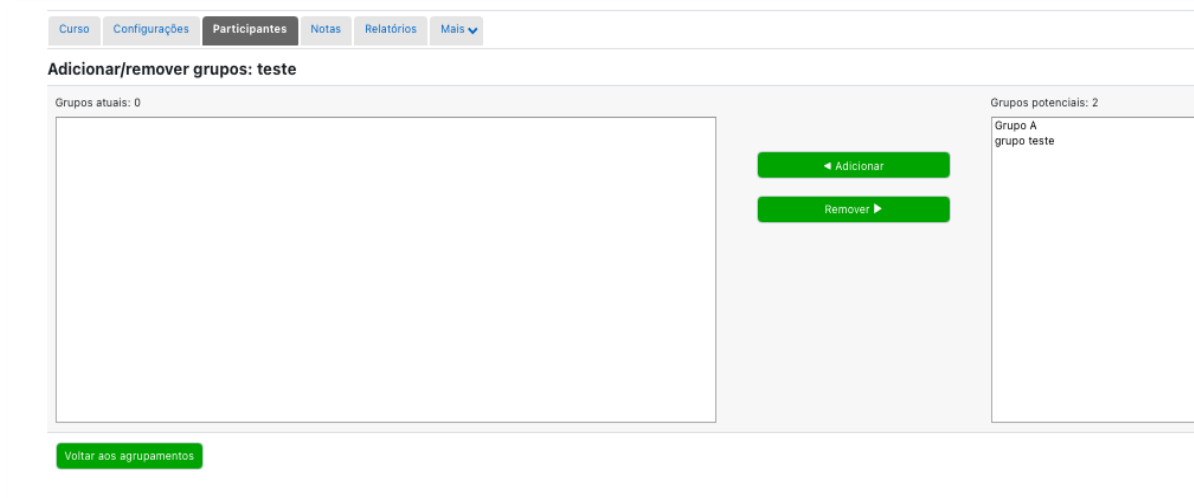 Curso Configurações Participantes Notas Relatórios Mais
Adicionar/remover grupos: teste
Grupos atuais: 0
Grupos potenciais: 2
Grupo A
grupo teste
Adicionar
Remover
Voltar aos agrupamentos